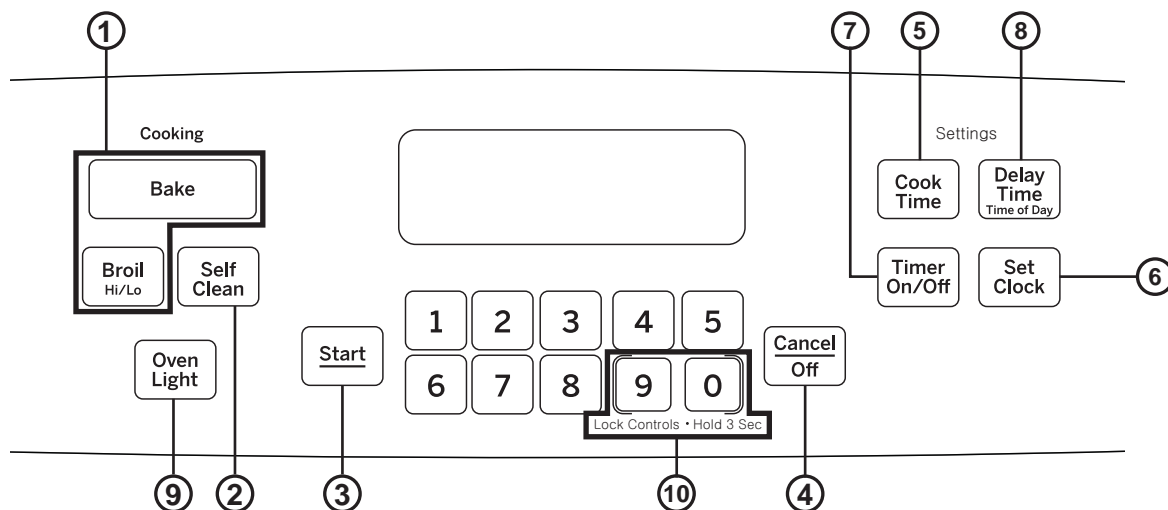 1
7
5
8
Cooking
Settings
Bake
Cook
Time
Delay
Time
Time of Day
Broil
Hi/Lo
Self
Clean
Timer
On/Off
Set
Clock
6
1 2 3 4 5
Oven
Light
Start
Cancel
Off
6 7 8 9 0
Lock Controls • Hold 3 Sec
9
2
3
10
4